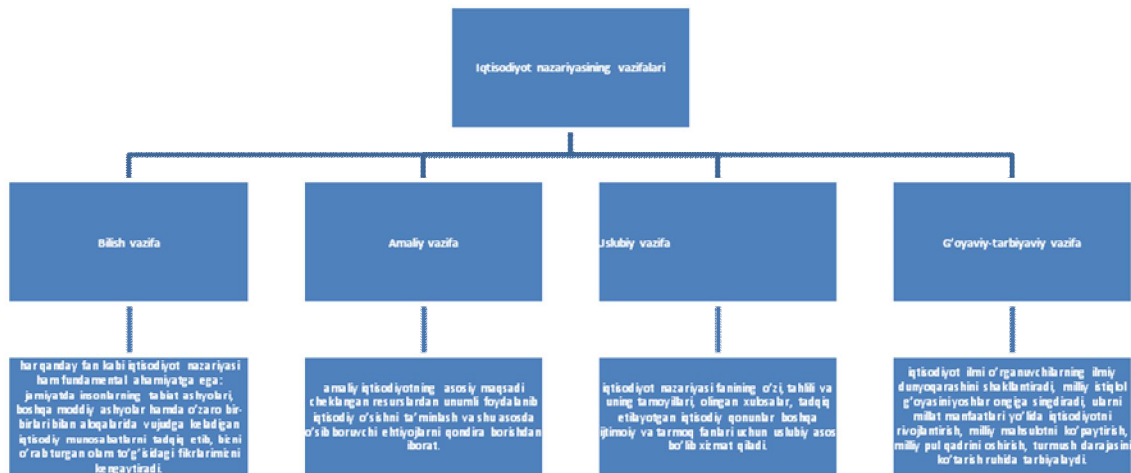 Iqtisodiyot nazariyasining vazifalari
Bilish vazifa
Amaliy vazifa
Uslubiy vazifa
G'oyaviy-tarbiyaviy vazifa
har qanday fan kabi iqtisodiyot nazariyasi
ham fundamental ahamiyatga ega:
jamiyatda insonlarning tabiat ashyolari,
boshqa moddiy ashyolar hamda o'zaro bir-
birlari bilan aloqalarida vujudga keladigan
iqtisodiy munosabatlarni tadqiq etib, bizni
o'rab turgan olam to'g'isidagi fikrlarimizni
kengaytiradi.
amaliy iqtisodiyotning asosiy maqsadi
cheklangan resurslardan unumli foydalanib
iqtisodiy o'sishni ta'minlash va shu asosda
o'sib boruvchi ehtiyojlarni qondira borishdan
iborat.
iqtisodiyot nazariyasi fanining o'zi, tahlili va
uning tamoyillari, olingan xulosalar, tadqiq
etilayotgan iqtisodiy qonunlar boshqa
ijtimoiy va tarmoq fanlari uchun uslubiy asos
bo'lib xizmat qiladi.
iqtisodiyot ilmi o'rganuvchilarning ilmiy
dunyoqarashini shakllantiradi, milliy istiqlol
g'oyasini yoshlar ongiga singdiradi, ularni
millat manfaatlari yo'lida iqtisodiyotni
rivojlantirish, milliy mahsulotni ko'paytirish,
milliy pul qadrini oshirish, turmush darajasini
ko'tarish ruhida tarbiyalaydi.